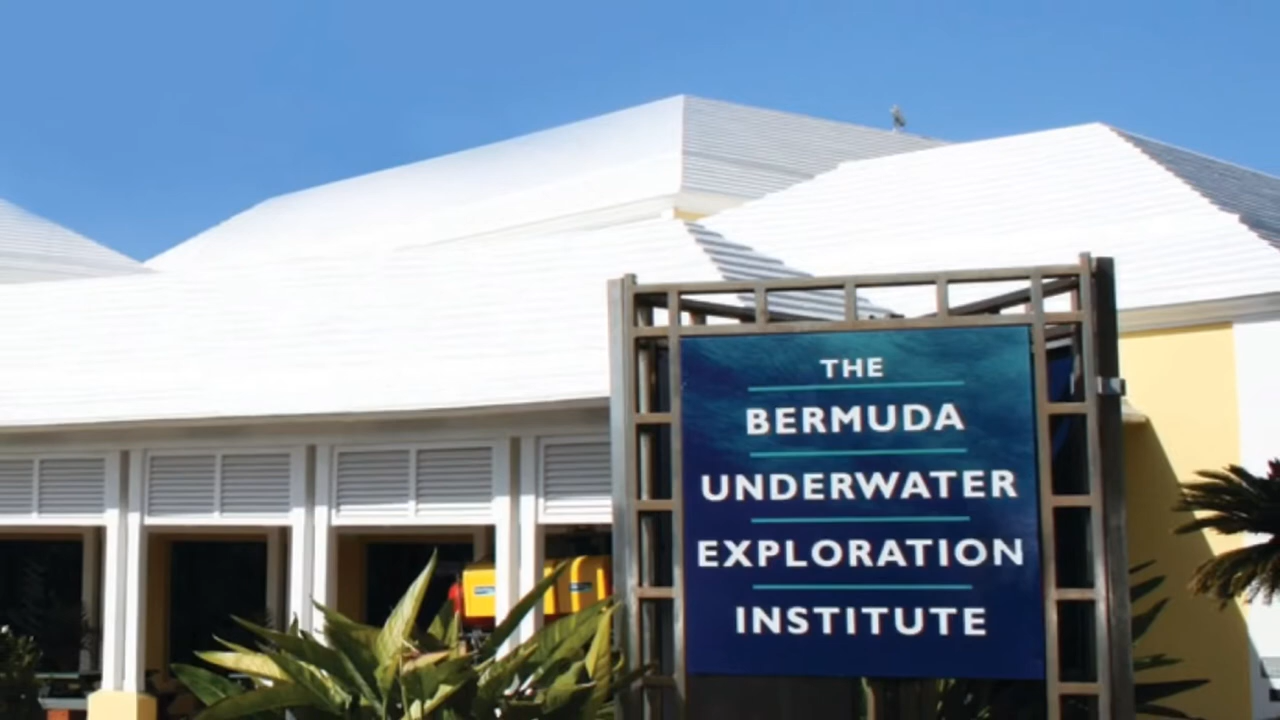 THE
BERMUDA
UNDERWATER
EXPLORATION
INSTITUTE